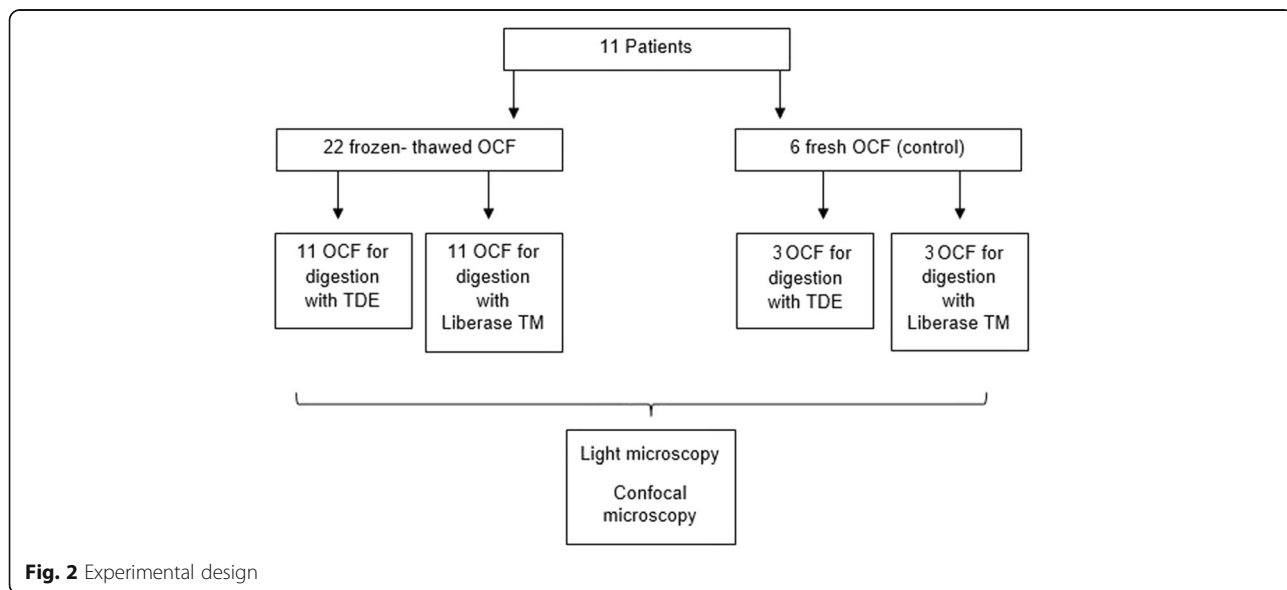 11 Patients
22 frozen- thawed OCF
6 fresh OCF (control)
11 OCF for
digestion
with TDE
11 OCF for
digestion
with
Liberase TM
3 OCF for
digestion
with TDE
3 OCF for
digestion
with
Liberase TM
Light microscopy
Confocal
microscopy
Fig. 2 Experimental design